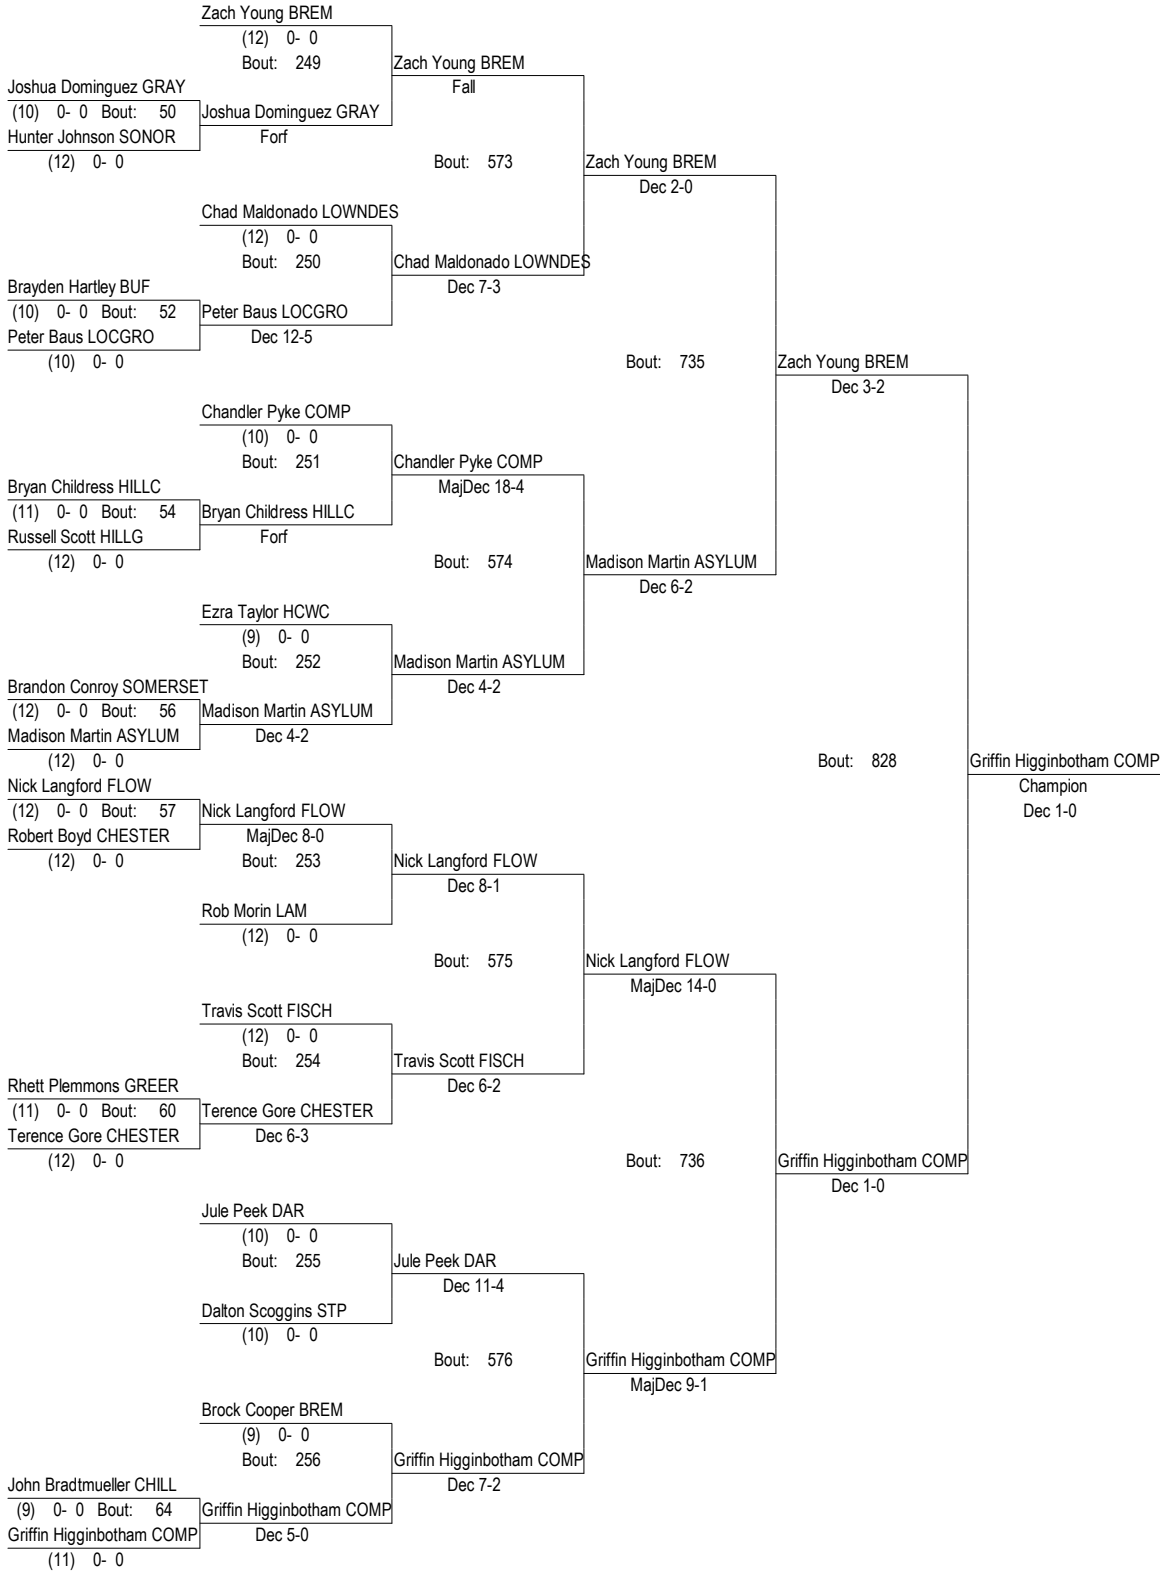 Zach Young BREM
(12) 0- 0
Bout: 249
Zach Young BREM
Fall
Joshua Dominguez GRAY
(10) 0- 0 Bout: 50
Joshua Dominguez GRAY
Hunter Johnson SONOR
Forf
(12) 0- 0
Bout: 573
Zach Young BREM
Dec 2-0
Chad Maldonado LOWNDES
(12) 0- 0
Bout: 250
Chad Maldonado LOWNDES
Dec 7-3
Brayden Hartley BUF
(10) 0- 0 Bout: 52
Peter Baus LOCGRO
Peter Baus LOCGRO
Dec 12-5
(10) 0- 0
Bout: 735
Zach Young BREM
Dec 3-2
Chandler Pyke COMP
(10) 0- 0
Bout: 251
Chandler Pyke COMP
MajDec 18-4
Bryan Childress HILLC
(11) 0- 0 Bout: 54
Bryan Childress HILLC
Russell Scott HILLG
Forf
(12) 0- 0
Bout: 574
Madison Martin ASYLUM
Dec 6-2
Ezra Taylor HCWC
(9) 0- 0
Bout: 252
Madison Martin ASYLUM
Dec 4-2
Brandon Conroy SOMERSET
(12) 0- 0 Bout: 56
Madison Martin ASYLUM
Madison Martin ASYLUM
Dec 4-2
(12) 0- 0
Bout: 828
Griffin Higginbotham COMP
Champion
Dec 1-0
Nick Langford FLOW
(12) 0- 0 Bout: 57
Nick Langford FLOW
Robert Boyd CHESTER
MajDec 8-0
(12) 0- 0
Bout: 253
Nick Langford FLOW
Dec 8-1
Rob Morin LAM
(12) 0- 0
Bout: 575
Nick Langford FLOW
MajDec 14-0
Travis Scott FISCH
(12) 0- 0
Bout: 254
Travis Scott FISCH
Dec 6-2
Rhett Plemmons GREER
(11) 0- 0 Bout: 60
Terence Gore CHESTER
Terence Gore CHESTER
Dec 6-3
(12) 0- 0
Bout: 736
Griffin Higginbotham COMP
Dec 1-0
Jule Peek DAR
(10) 0- 0
Bout: 255
Jule Peek DAR
Dec 11-4
Dalton Scoggins STP
(10) 0- 0
Bout: 576
Griffin Higginbotham COMP
MajDec 9-1
Brock Cooper BREM
(9) 0- 0
Bout: 256
Griffin Higginbotham COMP
Dec 7-2
John Bradtmueller CHILL
(9) 0- 0 Bout: 64
Griffin Higginbotham COMP
Griffin Higginbotham COMP
Dec 5-0
(11) 0- 0